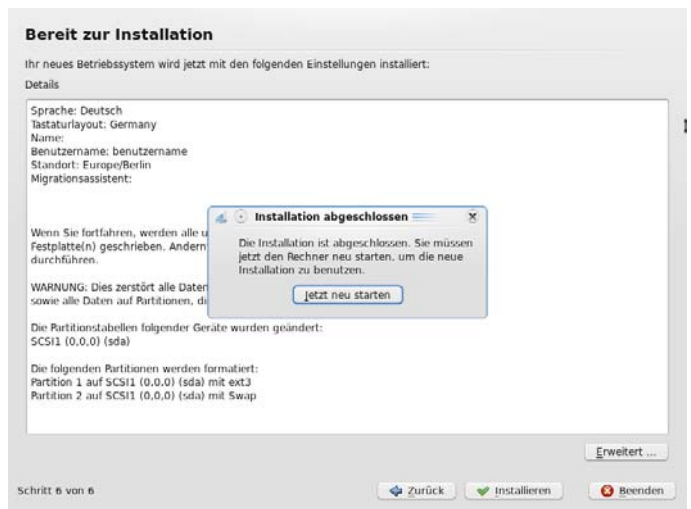 Bereit zur Installation
Ihr neues Betriebssystem wird jetzt mit den folgenden Einstellungen installiert:
Details
Sprache: Deutsch
Tastaturlayout: Germany
Name:
Benutzername: benutzername
Standort: Europe/Berlin
Migrationsassistent:
Wenn Sie fortfahren, werden alle u
Festplatte(n) geschrieben. Andern
durchführen.
WARNUNG: Dies zerstört alle Daten
sowie alle Daten auf Partitionen, di
Installation abgeschlossen
Die Installation ist abgeschlossen. Sie müssen
jetzt den Rechner neu starten, um die neue
Installation zu benutzen.
Jetzt neu starten
Die Partitionstabellen folgender Geräte wurden geändert:
SCSI1 (0,0,0) (sda)
Die folgenden Partitionen werden formatiert:
Partition 1 auf SCSI1 (0,0,0) (sda) mit ext3
Partition 2 auf SCSI1 (0,0,0) (sda) mit Swap
Erweitert ...
Schritt 6 von 6
Zurück
Installieren
Beenden